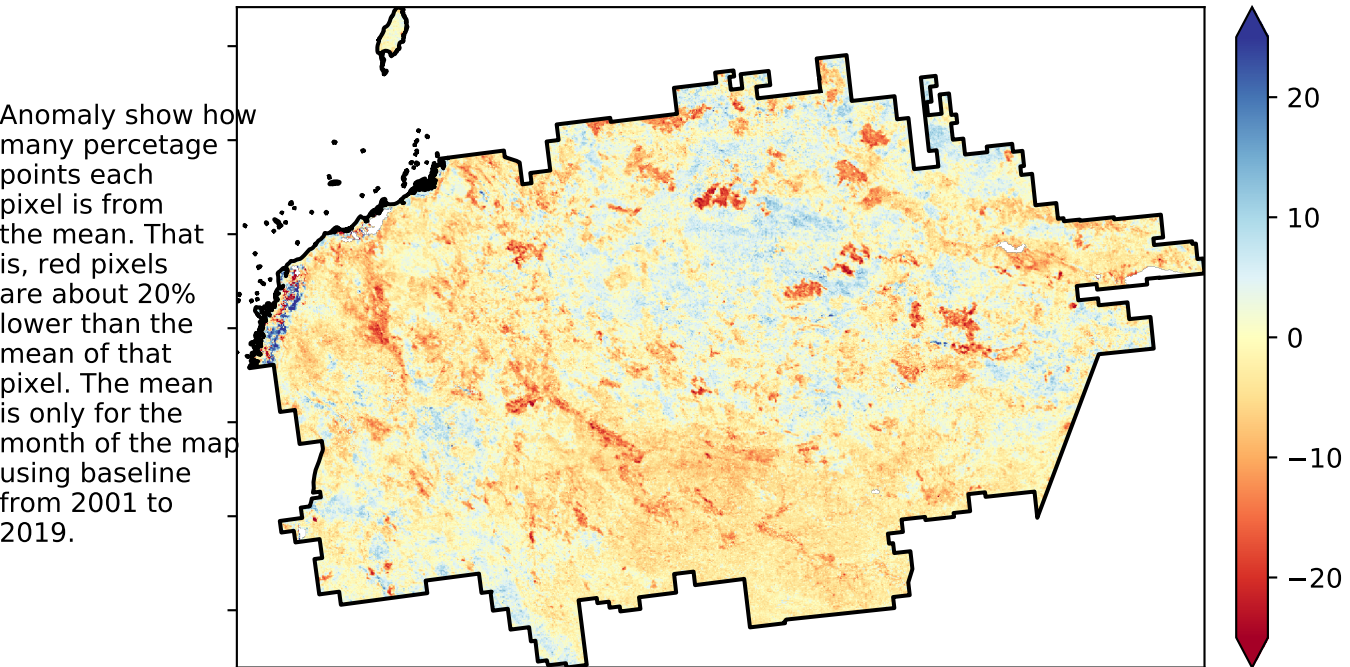 Anomaly show how
many percetage
points each
pixel is from
the mean. That
is, red pixels
are about 20%
lower than the
mean of that
pixel. The mean
is only for the
month of the map
using baseline
from 2001 to
2019.
20
10
0
−10
−20